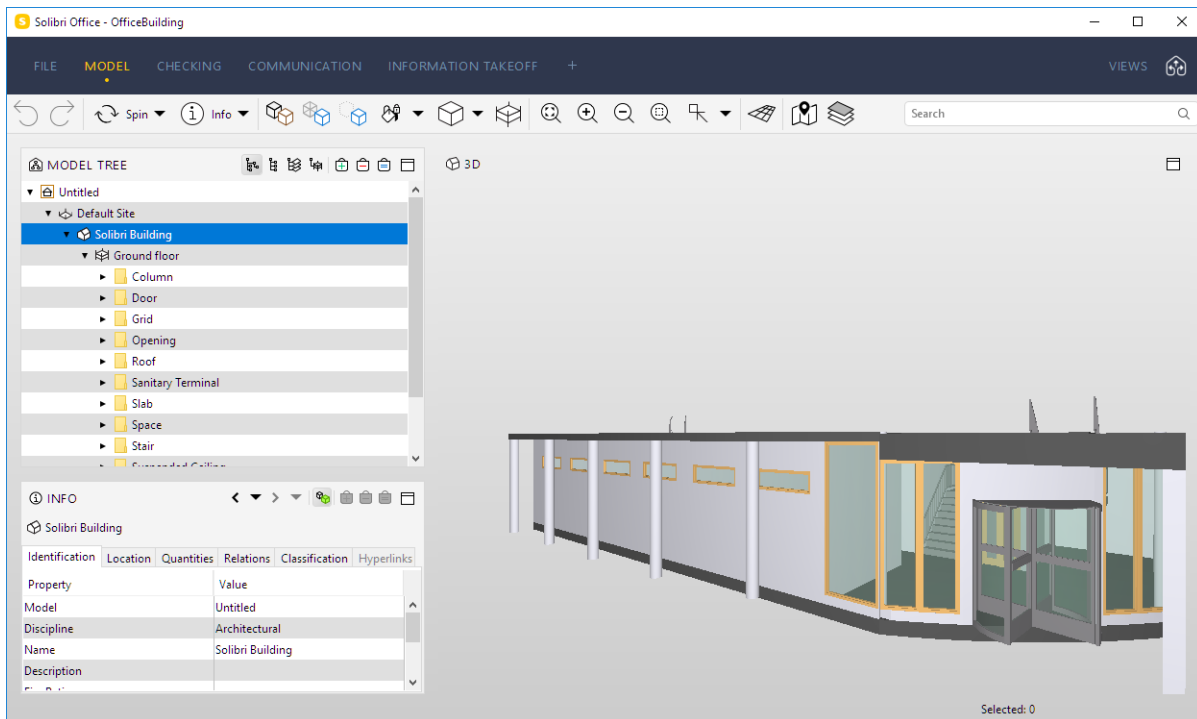 S Solibri Office - OfficeBuilding
FILE MODEL CHECKING COMMUNICATION INFORMATION TAKEOFF + VIEWS
Spin Info Search
MODEL TREE
3D
Untitled
Default Site
Solibri Building
Ground floor
Column
Door
Grid
Opening
Roof
Sanitary Terminal
Slab
Space
Stair
Suspended Ceiling
INFO
Solibri Building
Identification Location Quantities Relations Classification Hyperlinks
Property Value
Model Untitled
Discipline Architectural
Name Solibri Building
Description
Selected: 0